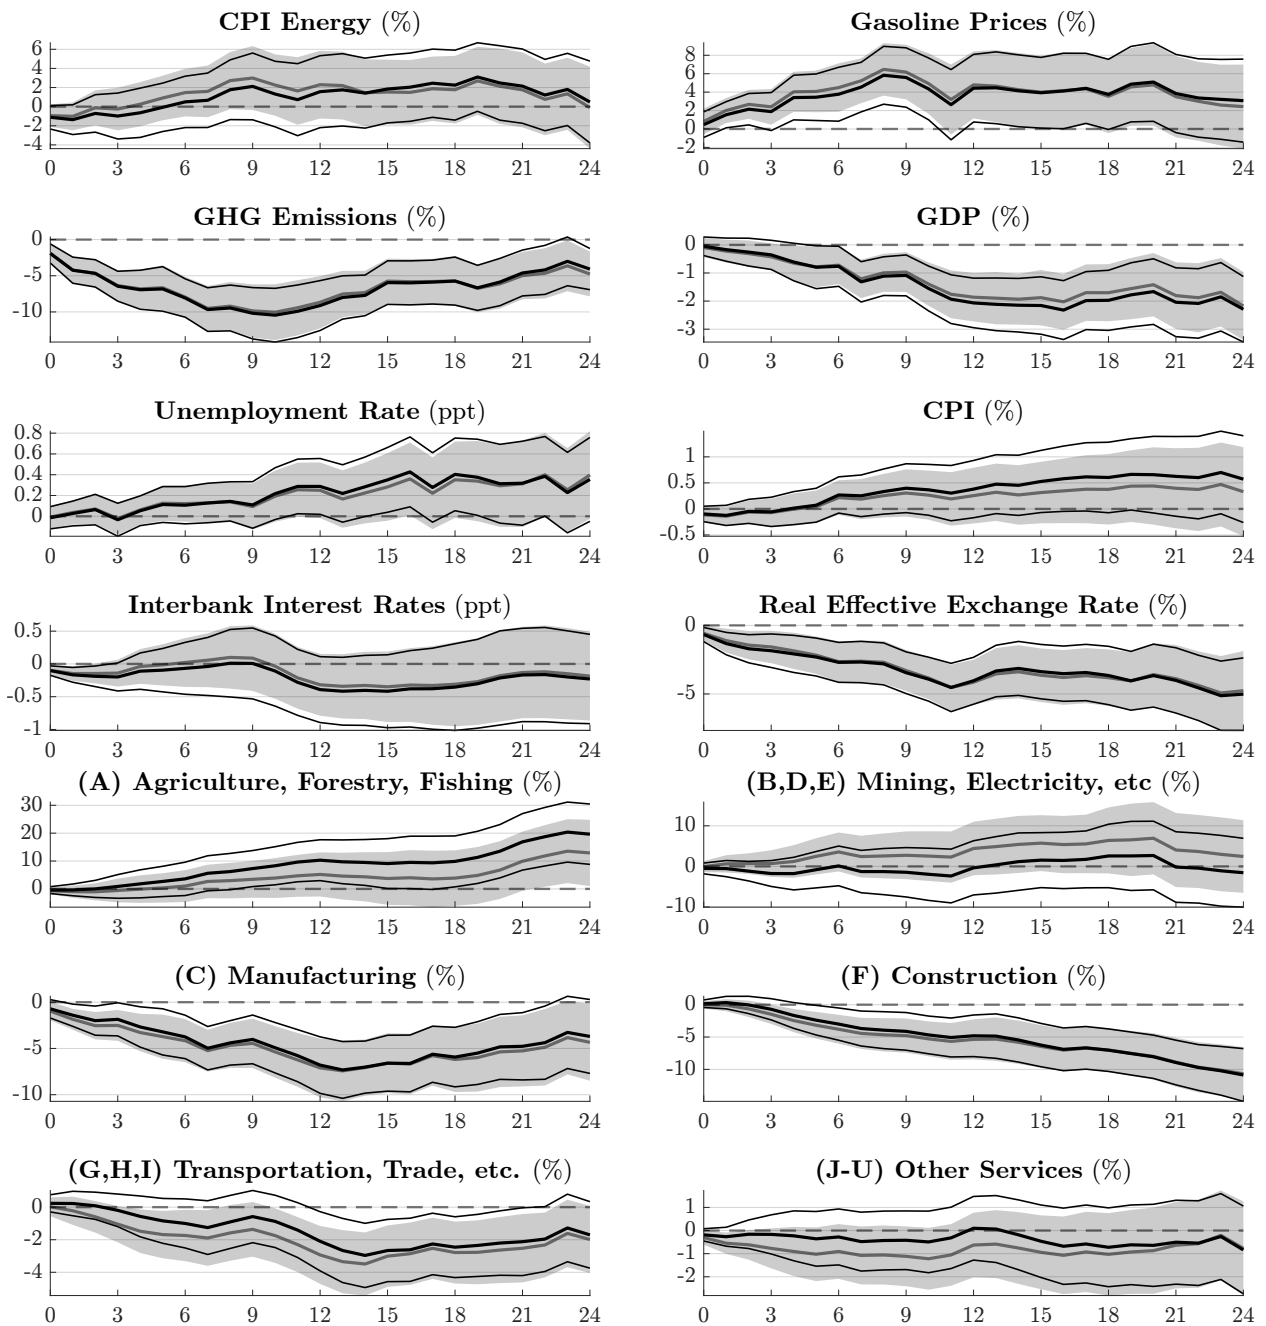 CPI Energy (%)
6
4
2
0
-2
-4
0 3 6 9 12 15 18 21 24
Gasoline Prices (%)
8
6
4
2
0
-2
0 3 6 9 12 15 18 21 24
GHG Emissions (%)
0
-5
-10
0 3 6 9 12 15 18 21 24
GDP (%)
0
-1
-2
-3
0 3 6 9 12 15 18 21 24
Unemployment Rate (ppt)
0.8
0.6
0.4
0.2
0
0 3 6 9 12 15 18 21 24
CPI (%)
1
0.5
0
-0.5
0 3 6 9 12 15 18 21 24
Interbank Interest Rates (ppt)
0.5
0
-0.5
-1
0 3 6 9 12 15 18 21 24
Real Effective Exchange Rate (%)
0
-5
0 3 6 9 12 15 18 21 24
(A) Agriculture, Forestry, Fishing (%)
30
20
10
0
0 3 6 9 12 15 18 21 24
(B,D,E) Mining, Electricity, etc (%)
10
0
-10
0 3 6 9 12 15 18 21 24
(C) Manufacturing (%)
0
-5
-10
0 3 6 9 12 15 18 21 24
(F) Construction (%)
0
-5
-10
0 3 6 9 12 15 18 21 24
(G,H,I) Transportation, Trade, etc. (%)
0
-2
-4
0 3 6 9 12 15 18 21 24
(J-U) Other Services (%)
1
0
-1
-2
0 3 6 9 12 15 18 21 24